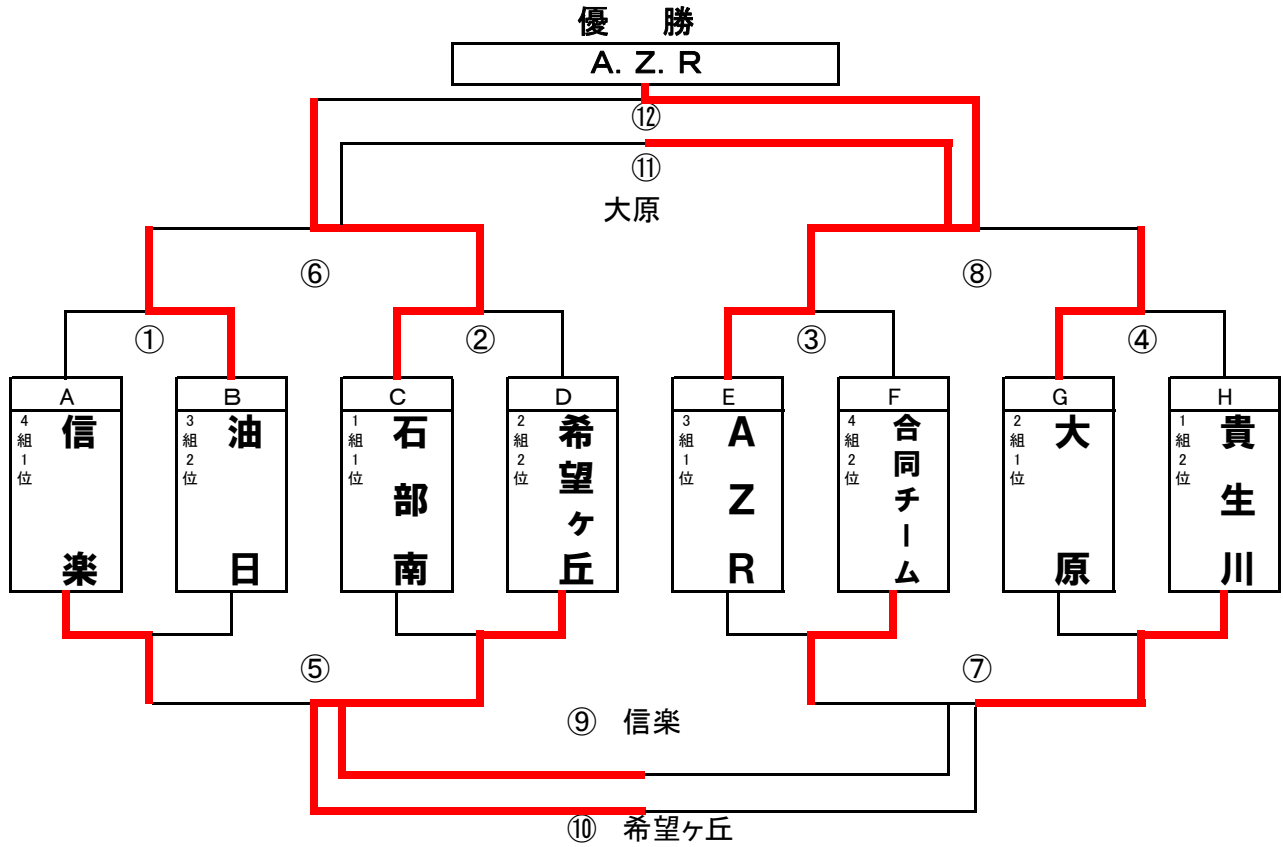 優 勝
A. Z. R
⑫
⑪
大原
⑥ ⑧
① ② ③ ④
A B C D E F G H
4組1位 信楽
3組2位 油日
1組1位 石部南
2組2位 希望ヶ丘
3組1位 AZR
4組2位 合同チーム
2組1位 大原
1組2位 貴生川
⑤ ⑦
⑨ 信楽
⑩ 希望ヶ丘